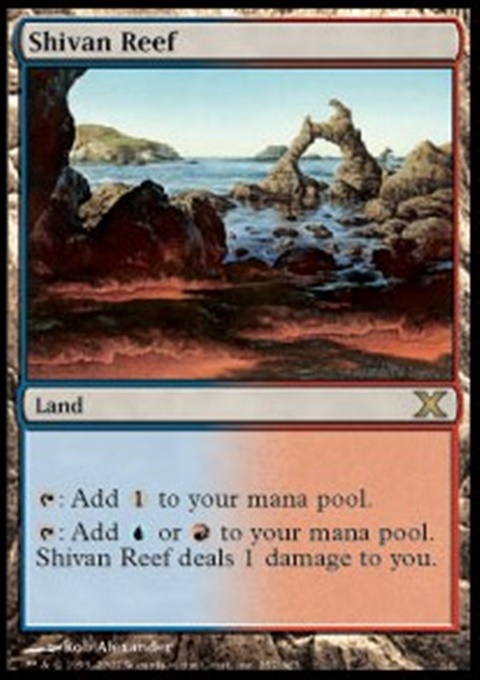 Shivan Reef
Land
: Add 1 to your mana pool.
: Add or to your mana pool.
Shivan Reef deals 1 damage to you.
Rob Alexander